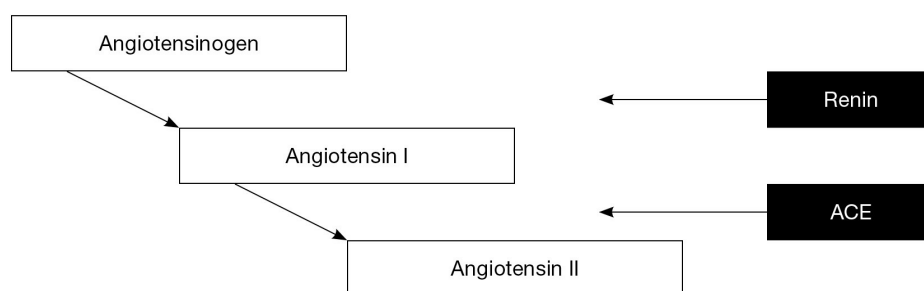 Angiotensinogen
Renin
Angiotensin I
ACE
Angiotensin II